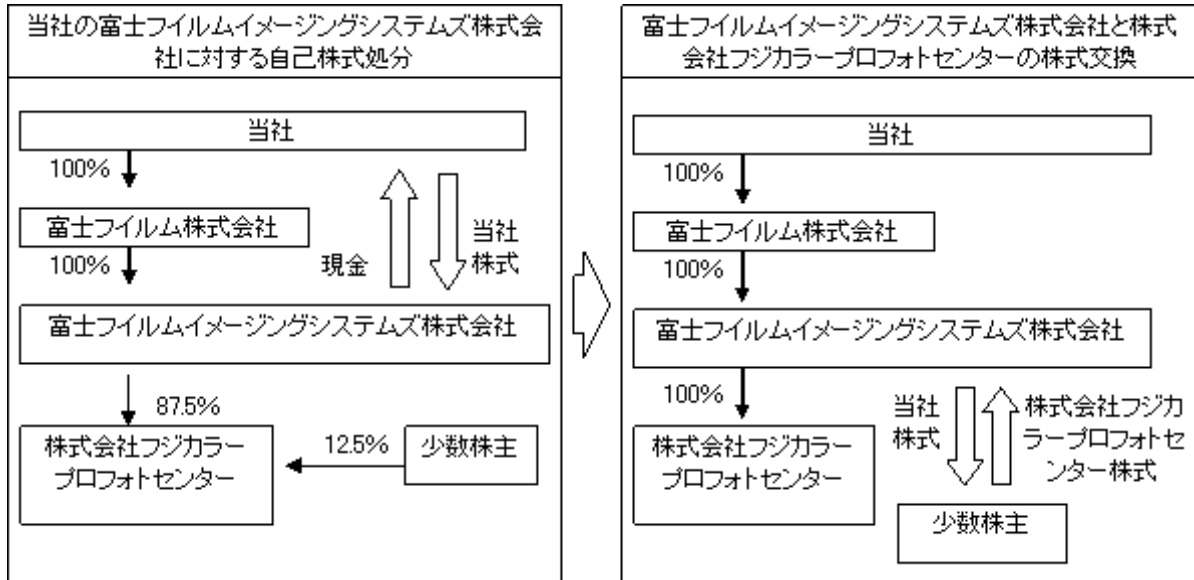 当社の富士フイルムイメージングシステムズ株式会
社に対する自己株式処分
当社
100%
富士フイルム株式会社
100%
現金
当社
株式
富士フイルムイメージングシステムズ株式会社
87.5%
株式会社フジカラー
プロフォトセンター
12.5%
少数株主
富士フイルムイメージングシステムズ株式会社と株式
会社フジカラープロフォトセンターの株式交換
当社
100%
富士フイルム株式会社
100%
富士フイルムイメージングシステムズ株式会社
100%
株式会社フジカラー
プロフォトセンター
当社
株式
株式会社フジカ
ラープロフォトセ
ンター株式
少数株主